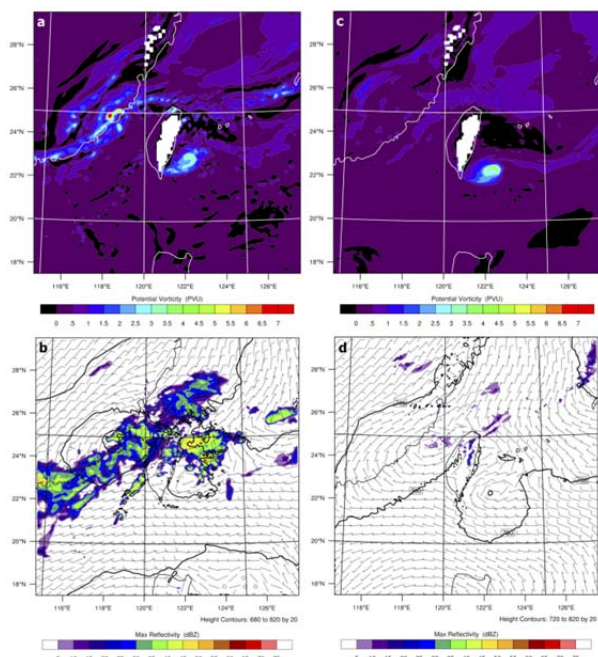 a
c
28°N
26°N
24°N
22°N
20°N
18°N
28°N
26°N
24°N
22°N
20°N
18°N
116°E 118°E 120°E 122°E 124°E 126°E
116°E 118°E 120°E 122°E 124°E 126°E
Potential Vorticity (PVU)
Potential Vorticity (PVU)
0 .5 1 1.5 2 2.5 3 3.5 4 4.5 5 5.5 6 6.5 7
0 .5 1 1.5 2 2.5 3 3.5 4 4.5 5 5.5 6 6.5 7
b
d
28°N
26°N
24°N
22°N
20°N
18°N
28°N
26°N
24°N
22°N
20°N
18°N
116°E 118°E 120°E 122°E 124°E 126°E
116°E 118°E 120°E 122°E 124°E 126°E
Height Contours: 680 to 820 by 20
Height Contours: 720 to 820 by 20
Max Reflectivity (dBZ)
Max Reflectivity (dBZ)